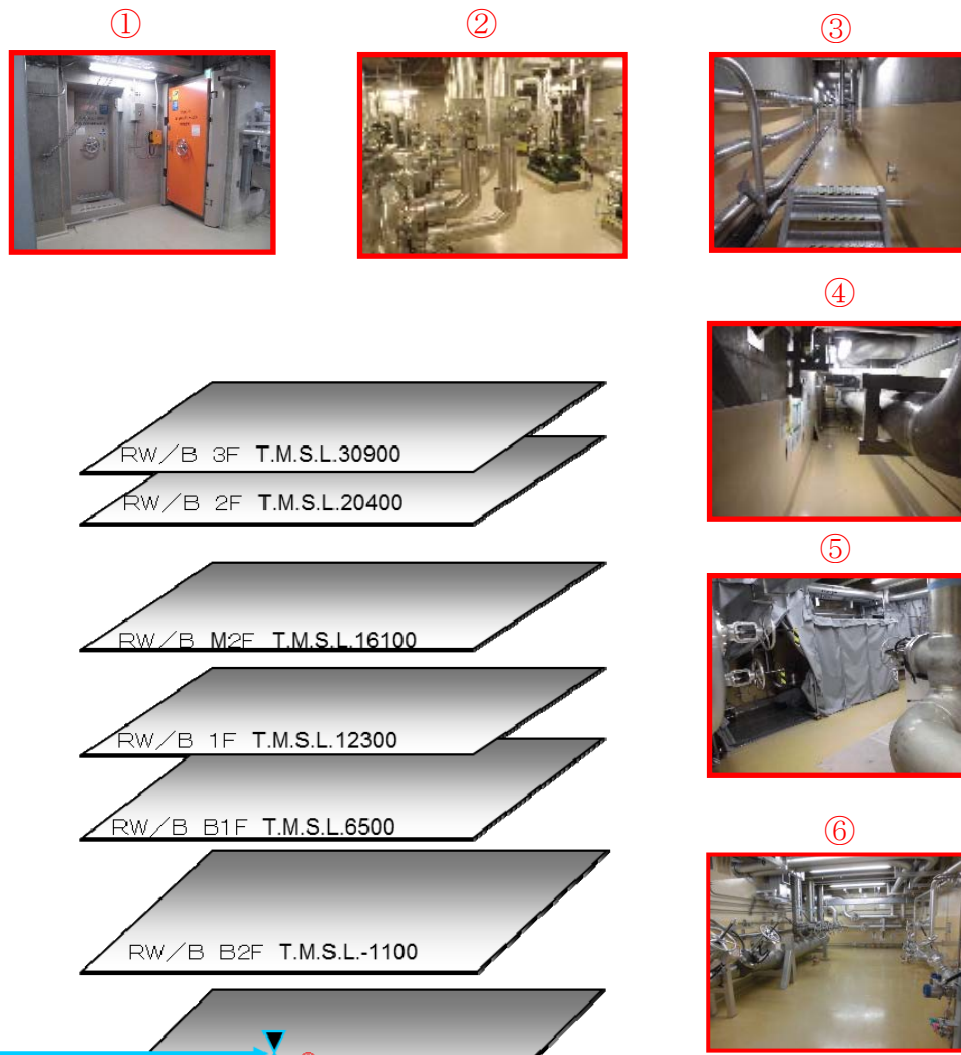 ① ② ③
④
RW/B 3F T.M.S.L.30900
RW/B 2F T.M.S.L.20400
⑤
RW/B M2F T.M.S.L.16100
RW/B 1F T.M.S.L.12300
RW/B B1F T.M.S.L.6500
⑥
RW/B B2F T.M.S.L.-1100